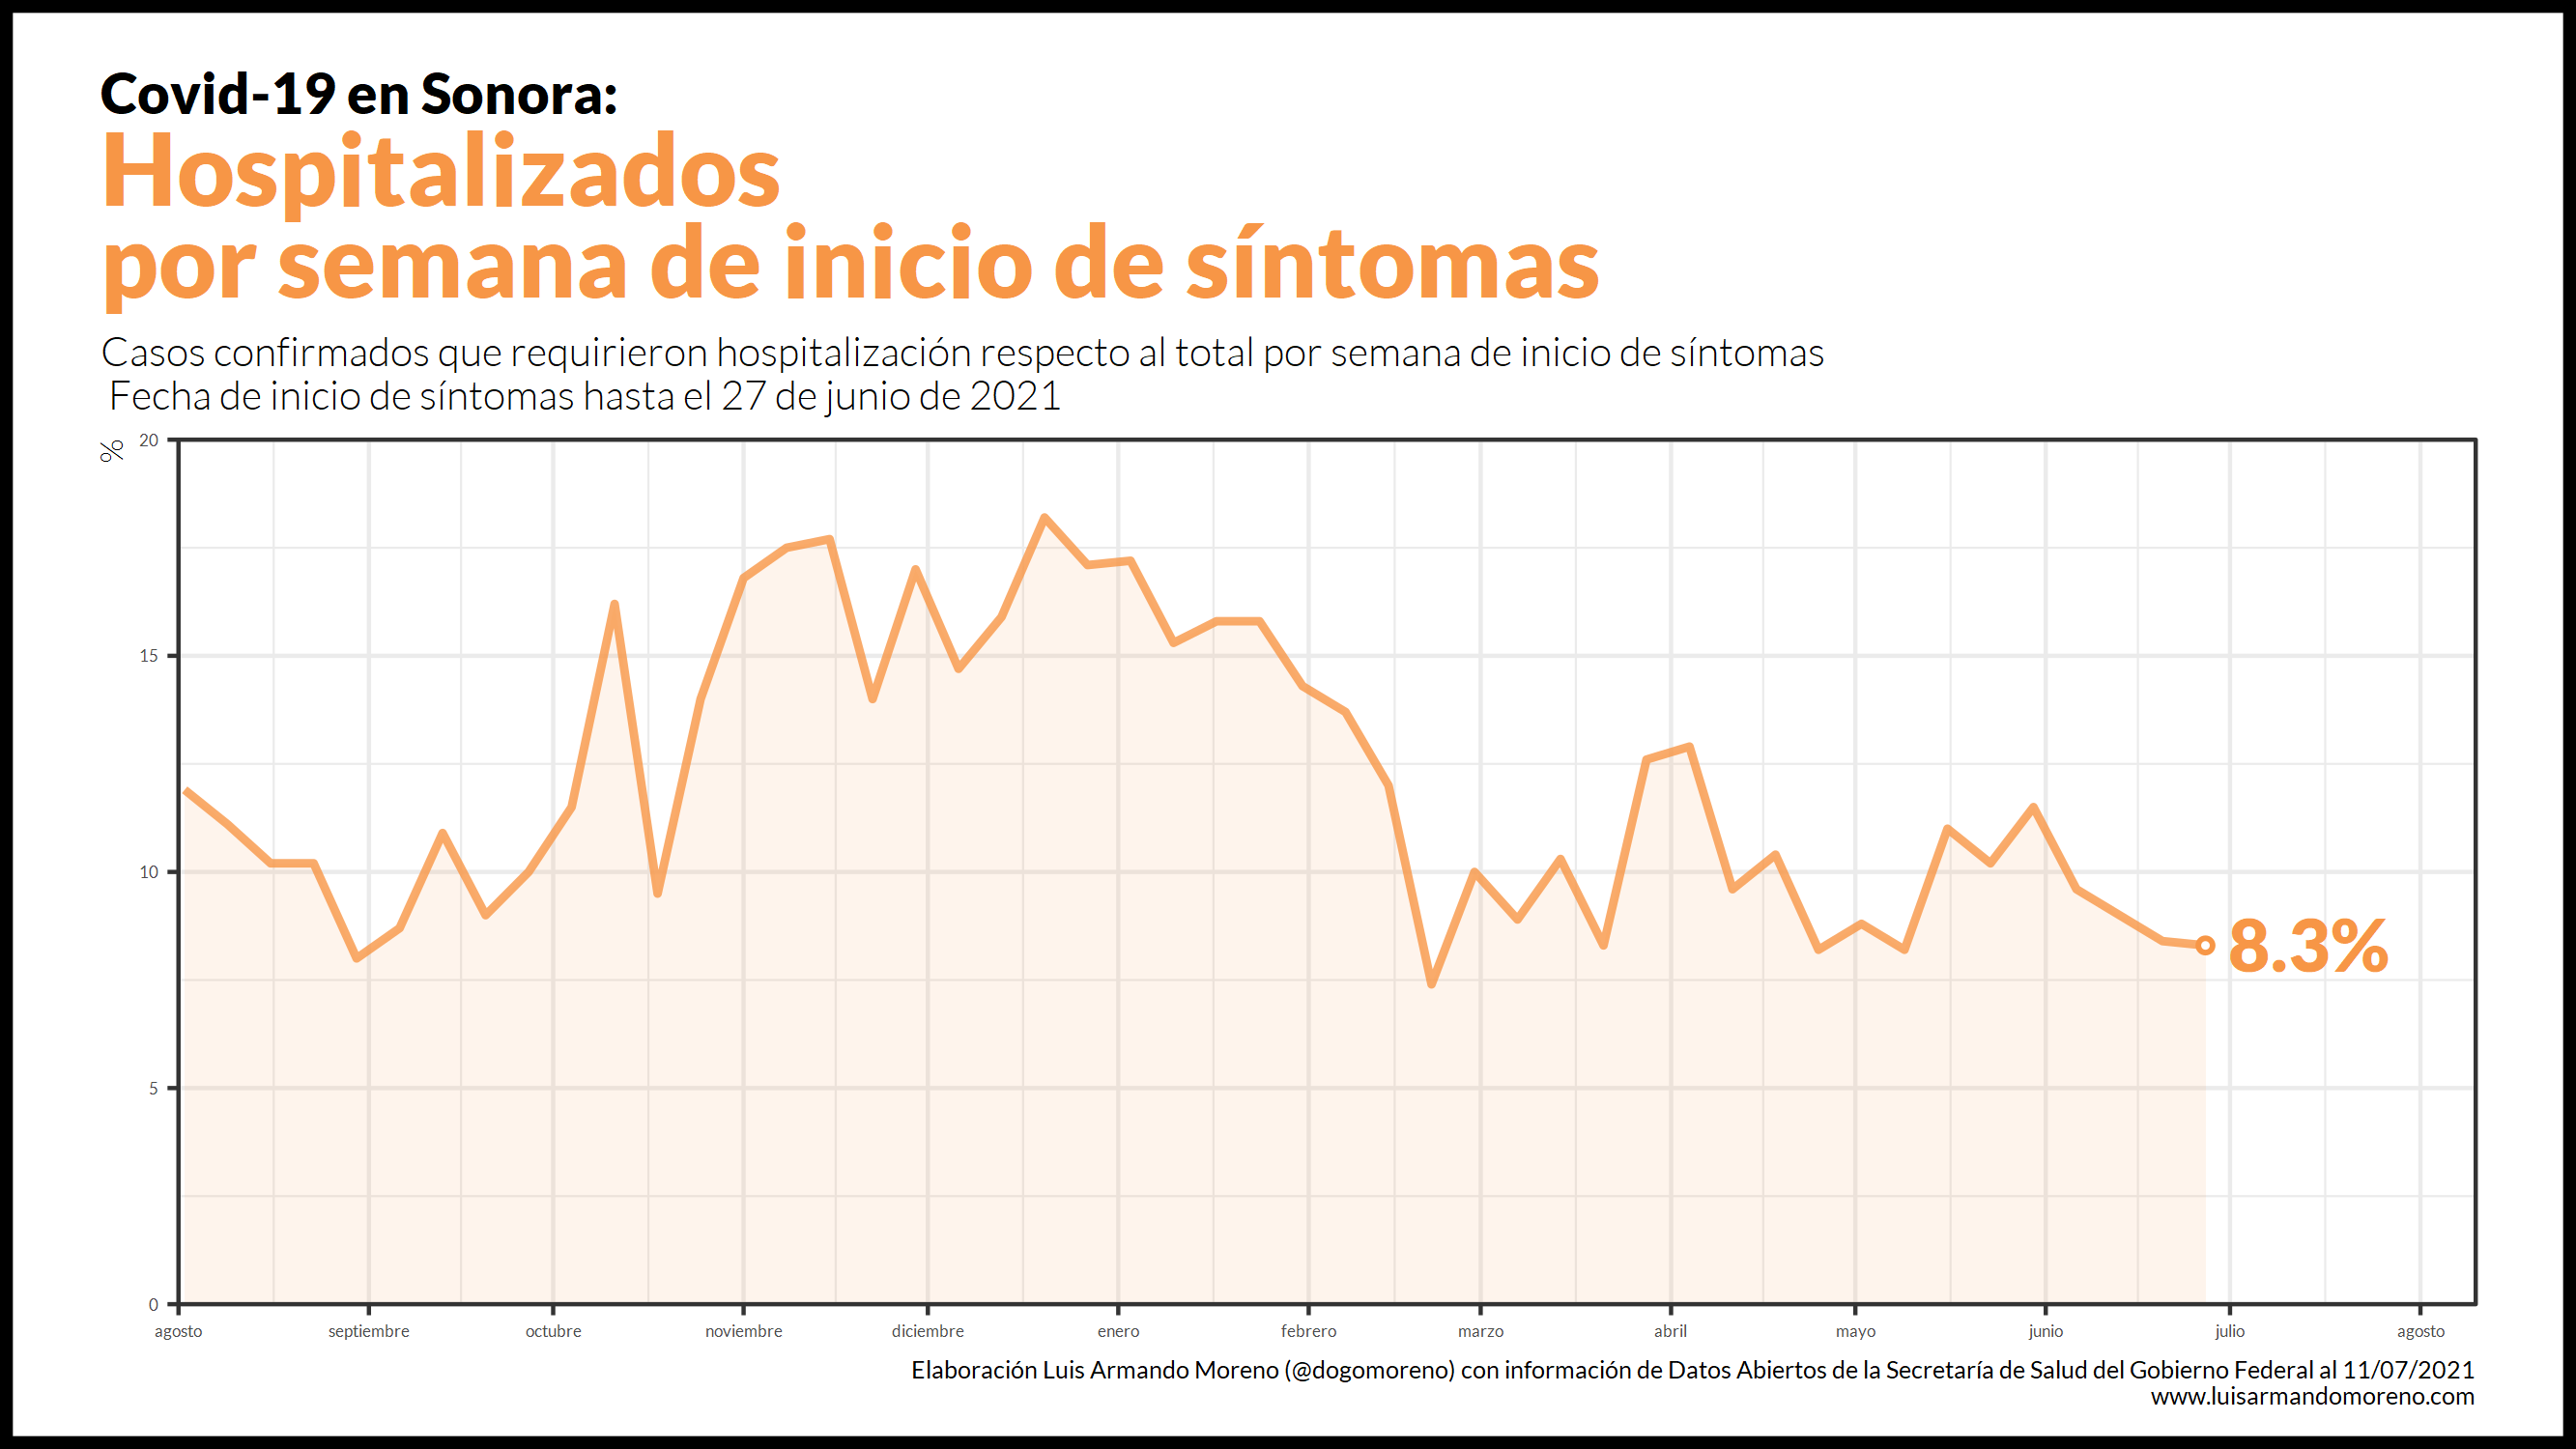 Covid-19 en Sonora:
Hospitalizados
por semana de inicio de síntomas
Casos confirmados que requirieron hospitalización respecto al total por semana de inicio de síntomas
Fecha de inicio de síntomas hasta el 27 de junio de 2021
%
20
15
10
5
0
8.3%
agosto septiembre octubre noviembre diciembre enero febrero marzo abril mayo junio julio agosto
Elaboración Luis Armando Moreno (@dogomoreno) con información de Datos Abiertos de la Secretaría de Salud del Gobierno Federal al 11/07/2021
www.luisarmandomoreno.com